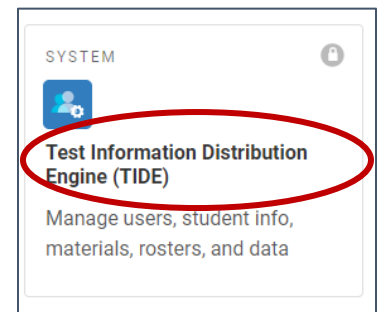 SYSTEM
Test Information Distribution
Engine (TIDE)
Manage users, student info,
materials, rosters, and data